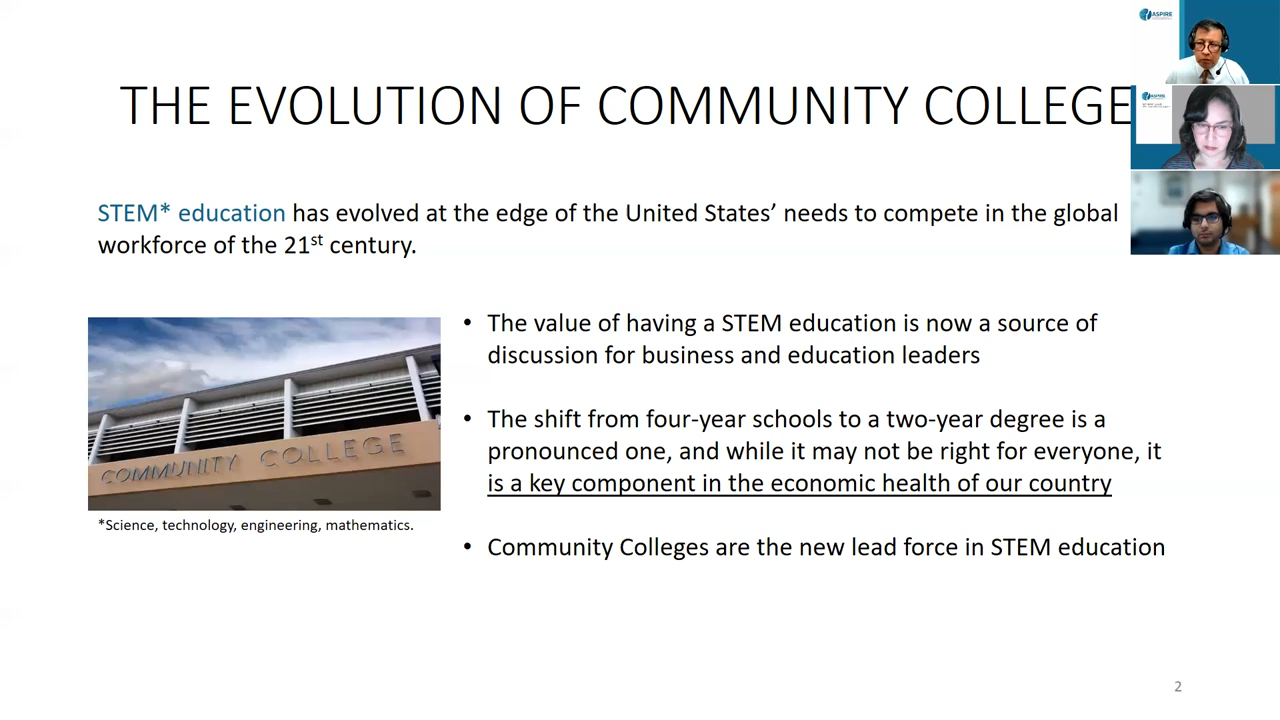 THE EVOLUTION OF COMMUNITY COLLEGE
STEM* education has evolved at the edge of the United States’ needs to compete in the global
workforce of the 21st century.
• The value of having a STEM education is now a source of
discussion for business and education leaders
• The shift from four-year schools to a two-year degree is a
pronounced one, and while it may not be right for everyone, it
is a key component in the economic health of our country
• Community Colleges are the new lead force in STEM education
COMMUNITY COLLEGE
*Science, technology, engineering, mathematics.
ASPIRE
ASPIRE
2